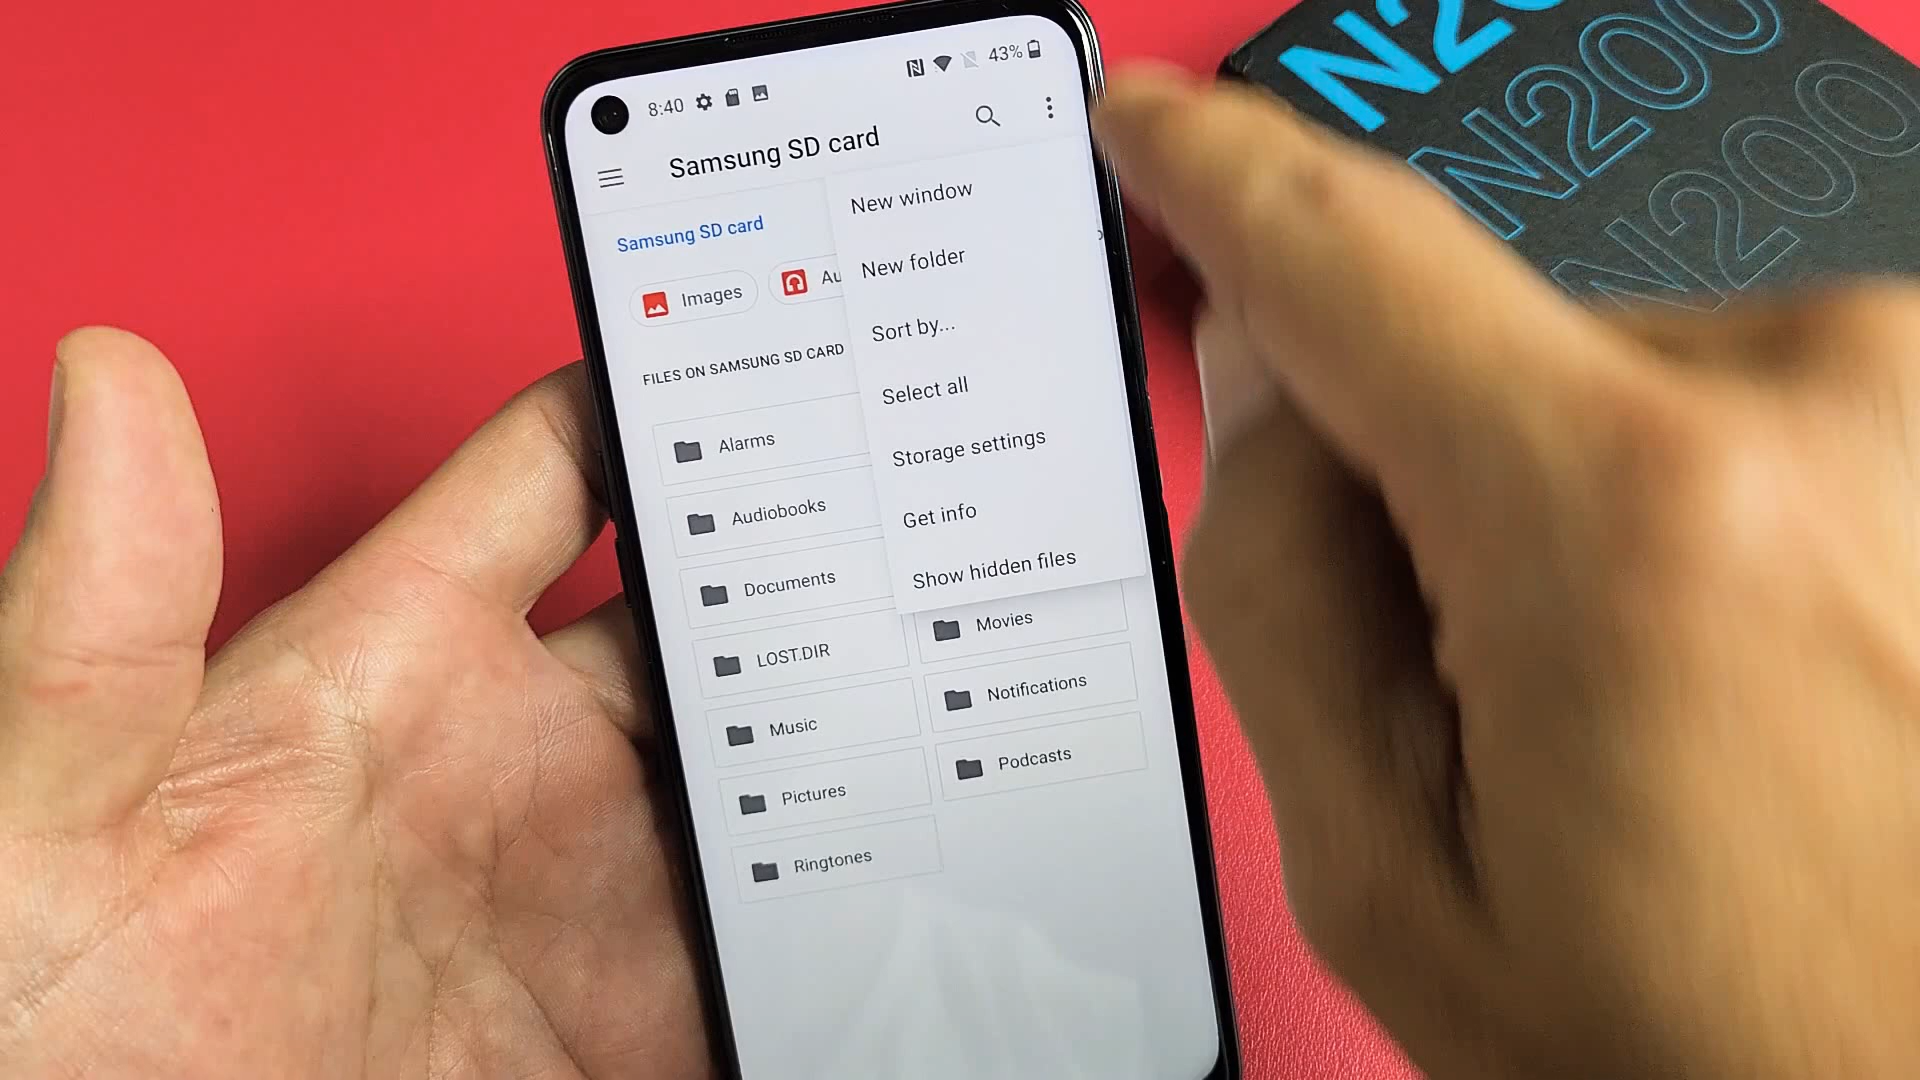 N200
N200
N200
8:40
43%
Samsung SD card
Samsung SD card
Images
FILES ON SAMSUNG SD CARD
New window
New folder
Sort by...
Select all
Storage settings
Get info
Show hidden files
Alarms
Audiobooks
Documents
LOST.DIR
Movies
Music
Notifications
Pictures
Podcasts
Ringtones